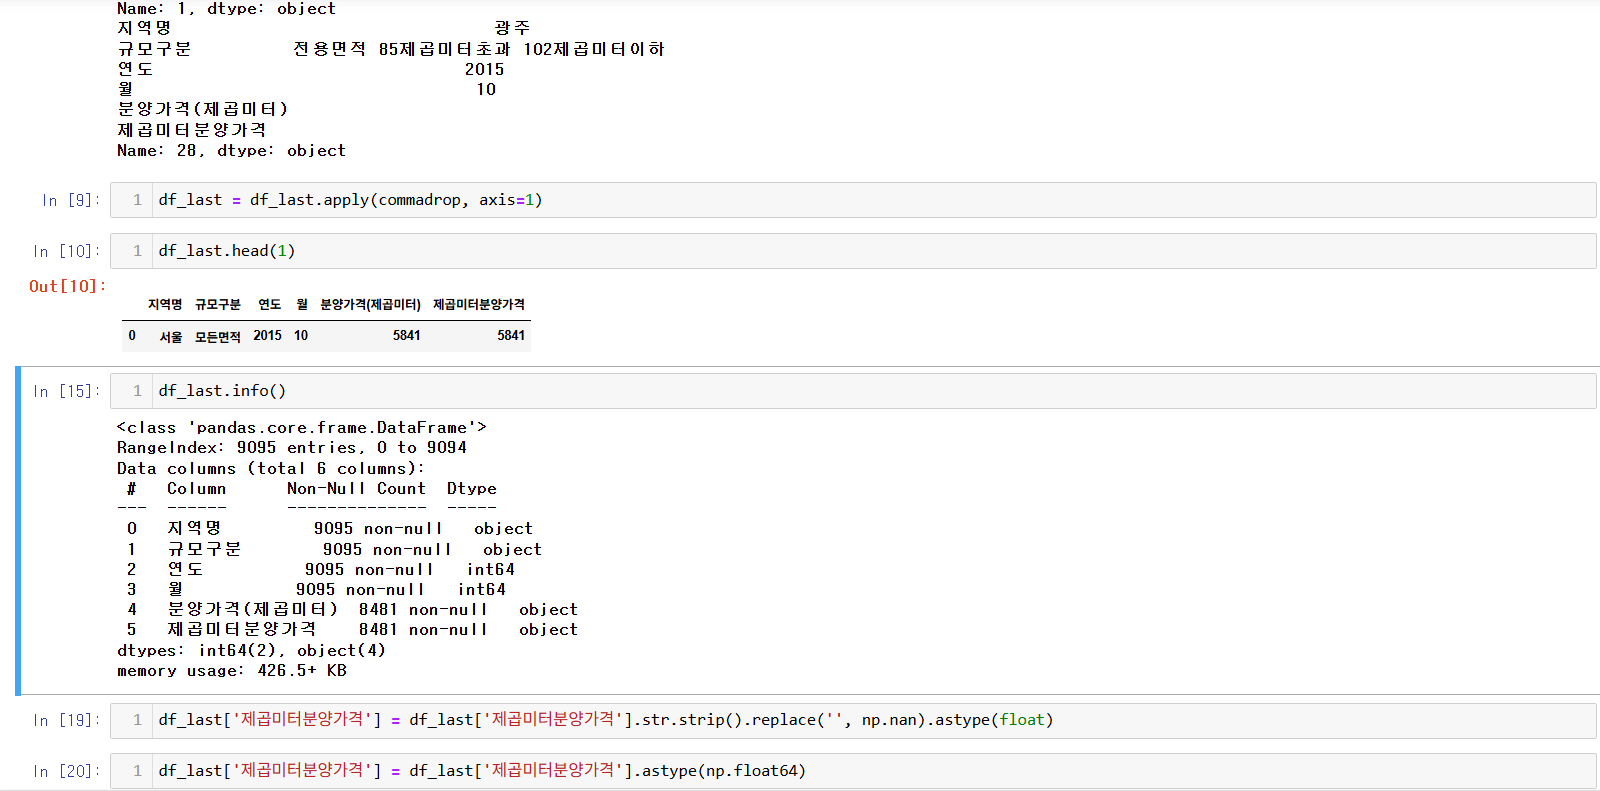 Name: 1, dtype: object
지역명 광주
규모구분 전용면적 85제곱미터초과 102제곱미터이하
연도 2015
월 10
분양가격(제곱미터)
제곱미터분양가격
Name: 28, dtype: object
In [9]: 1 df_last = df_last.apply(commadrop, axis=1)
In [10]: 1 df_last.head(1)
Out[10]:
지역명 규모구분 연도 월 분양가격(제곱미터) 제곱미터분양가격
0 서울 모든면적 2015 10 5841 5841
In [15]: 1 df_last.info()
<class 'pandas.core.frame.DataFrame'>
RangeIndex: 9095 entries, 0 to 9094
Data columns (total 6 columns):
# Column Non-Null Count Dtype
--- ------ -------------- -----
0 지역명 9095 non-null object
1 규모구분 9095 non-null object
2 연도 9095 non-null int64
3 월 9095 non-null int64
4 분양가격(제곱미터) 8481 non-null object
5 제곱미터분양가격 8481 non-null object
dtypes: int64(2), object(4)
memory usage: 426.5+ KB
In [19]: 1 df_last['제곱미터분양가격'] = df_last['제곱미터분양가격'].str.strip().replace('', np.nan).astype(float)
In [20]: 1 df_last['제곱미터분양가격'] = df_last['제곱미터분양가격'].astype(np.float64)